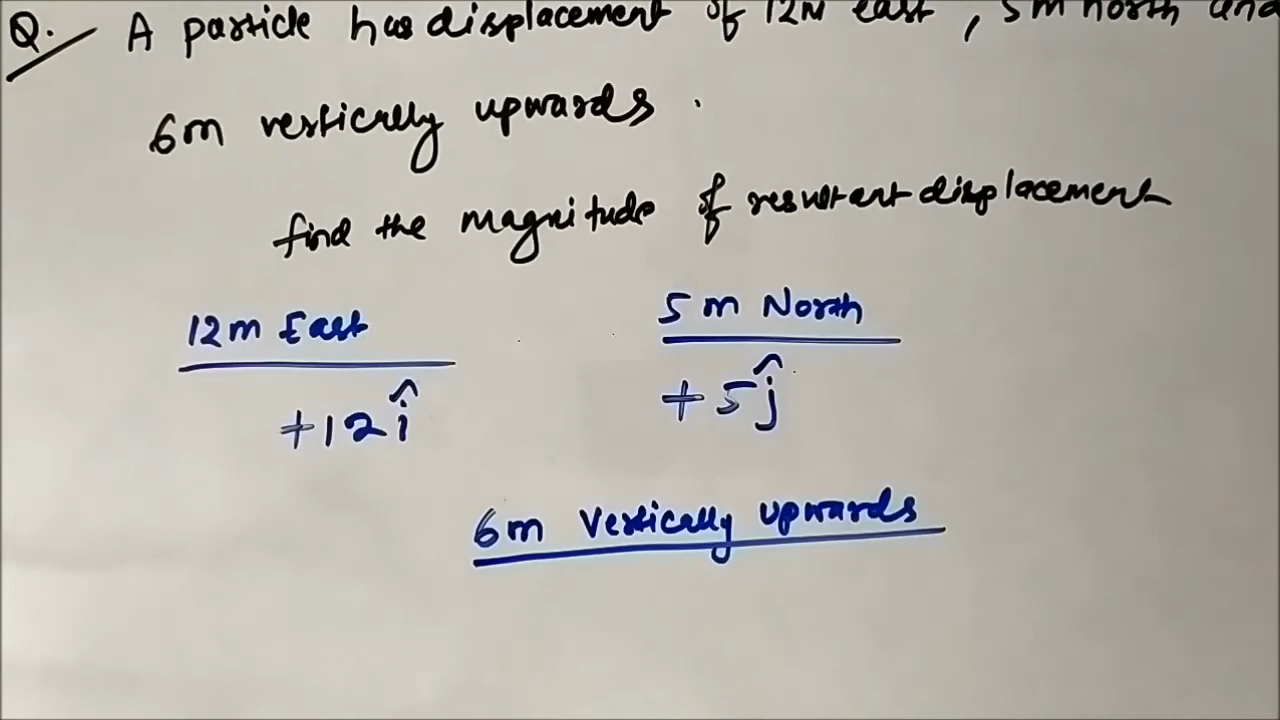 Q. A particle has displacement of 12m east, 5m north and
6m vertically upwards.
find the magnitude of resultant displacement
12m East
5m North
+12î
+5ĵ
6m Vertically upwards